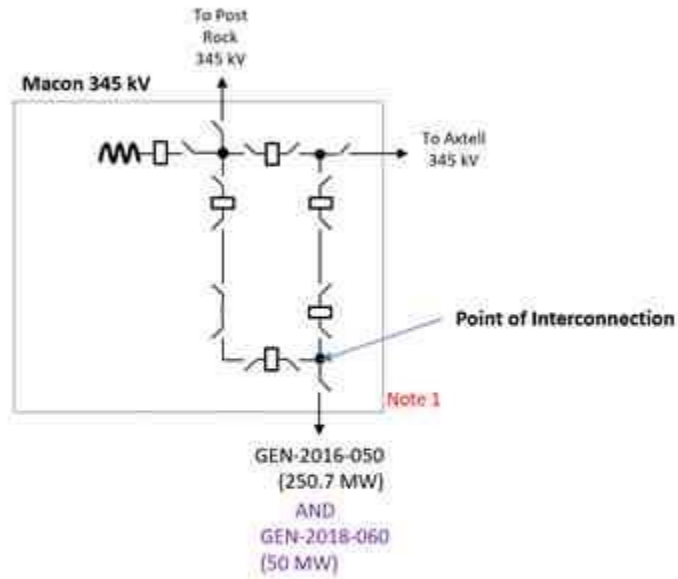 To Post
Rock
345 kV
Macon 345 kV
To Axtell
345 kV
Point of Interconnection
Note 1
GEN-2016-050
(250.7 MW)
AND
GEN-2018-060
(50 MW)